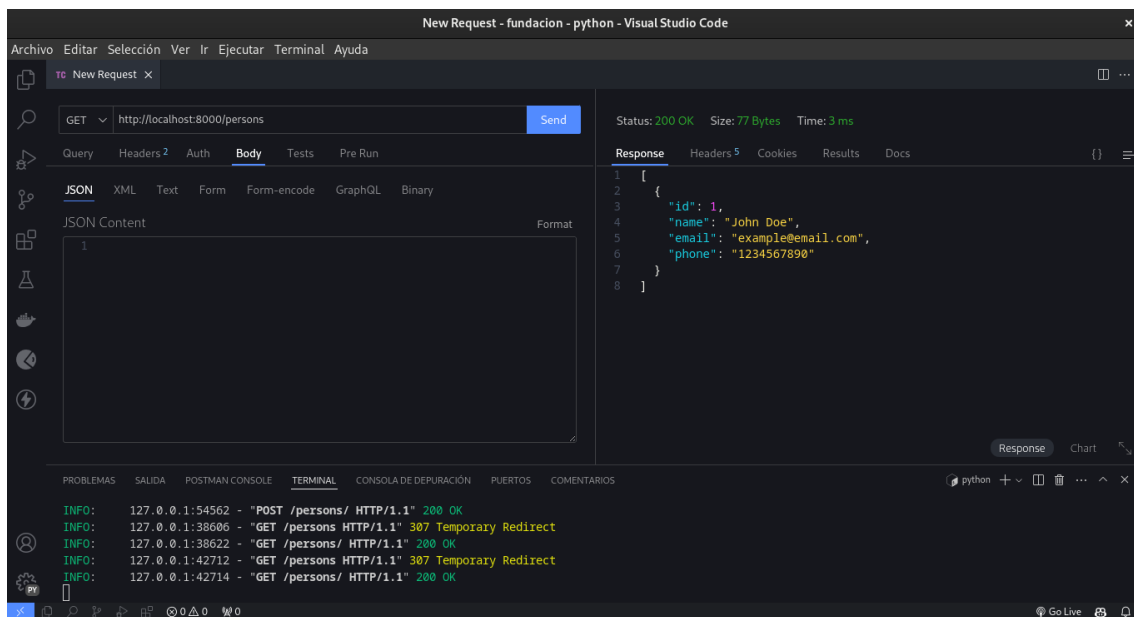 New Request - fundacion - python - Visual Studio Code
Archivo Editar Selección Ver Ir Ejecutar Terminal Ayuda
TC New Request
GET http://localhost:8000/persons Send
Status: 200 OK Size: 77 Bytes Time: 3 ms
Query Headers 2 Auth Body Tests Pre Run
Response Headers 5 Cookies Results Docs {}
JSON XML Text Form Form-encode GraphQL Binary
JSON Content Format
1
1 [
2 {
3 "id": 1,
4 "name": "John Doe",
5 "email": "example@email.com",
6 "phone": "1234567890"
7 }
8 ]
Response Chart
PROBLEMAS SALIDA POSTMAN CONSOLE TERMINAL CONSOLA DE DEPURACIÓN PUERTOS COMENTARIOS python
INFO: 127.0.0.1:54562 - "POST /persons/ HTTP/1.1" 200 OK
INFO: 127.0.0.1:38606 - "GET /persons HTTP/1.1" 307 Temporary Redirect
INFO: 127.0.0.1:38622 - "GET /persons/ HTTP/1.1" 200 OK
INFO: 127.0.0.1:42712 - "GET /persons HTTP/1.1" 307 Temporary Redirect
INFO: 127.0.0.1:42714 - "GET /persons/ HTTP/1.1" 200 OK
PY
0 0 0 Go Live